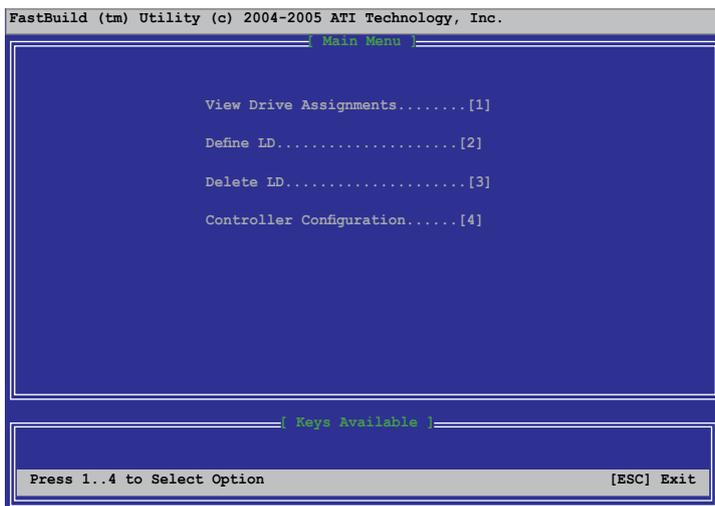 FastBuild (tm) Utility (c) 2004-2005 ATI Technology, Inc.
[ Main Menu ]
View Drive Assignments........[1]
Define LD.....................[2]
Delete LD.....................[3]
Controller Configuration......[4]
[ Keys Available ]
Press 1..4 to Select Option [ESC] Exit